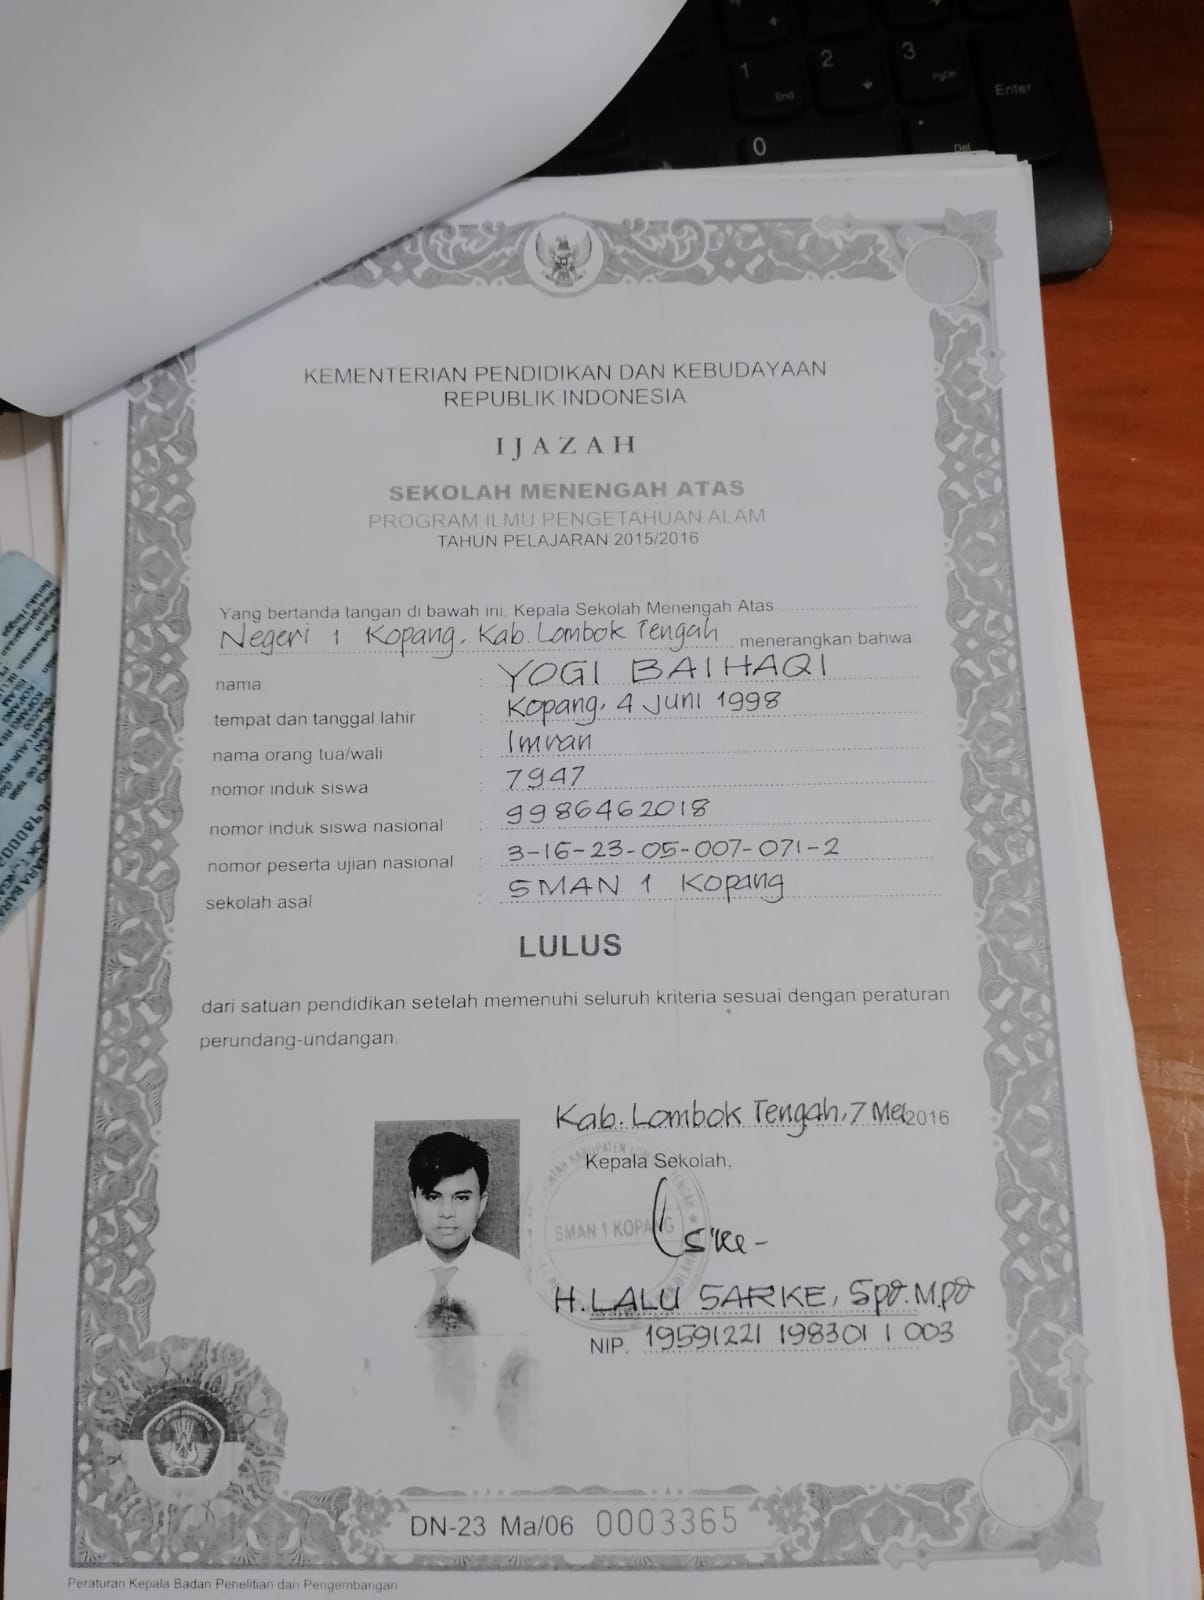 1
End
2
3
PgDn
Enter
0
Del
KEMENTERIAN PENDIDIKAN DAN KEBUDAYAAN
REPUBLIK INDONESIA
IJAZAH
SEKOLAH MENENGAH ATAS
PROGRAM ILMU PENGETAHUAN ALAM
TAHUN PELAJARAN 2015/2016
Yang bertanda tangan di bawah ini, Kepala Sekolah Menengah Atas
Negeri 1 Kopang, Kab. Lombok Tengah menerangkan bahwa:
nama : YOGI BAIHAQI
tempat dan tanggal lahir : Kopang, 4 Juni 1998
nama orang tua/wali : Imran
nomor induk siswa : 7947
nomor induk siswa nasional : 9986462018
nomor peserta ujian nasional : 3-16-23-05-007-071-2
sekolah asal : SMAN 1 Kopang
LULUS
dari satuan pendidikan setelah memenuhi seluruh kriteria sesuai dengan peraturan
perundang-undangan.
Kab. Lombok Tengah, 7 Mei 2016
Kepala Sekolah,
SMAN 1 KOPANG
H. LALU SARKE, Spd. M.pd
NIP. 19591221 198301 1 003
DN-23 Ma/06 0003365
Peraturan Kepala Badan Penelitian dan Pengembangan